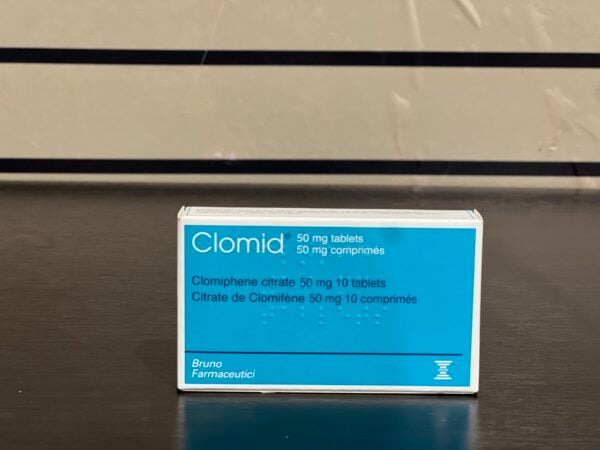 Clomid® 50 mg tablets
50 mg comprimés
Clomiphene citrate 50 mg 10 tablets
Citrate de Clomifène 50 mg 10 comprimés
Bruno
Farmaceutici